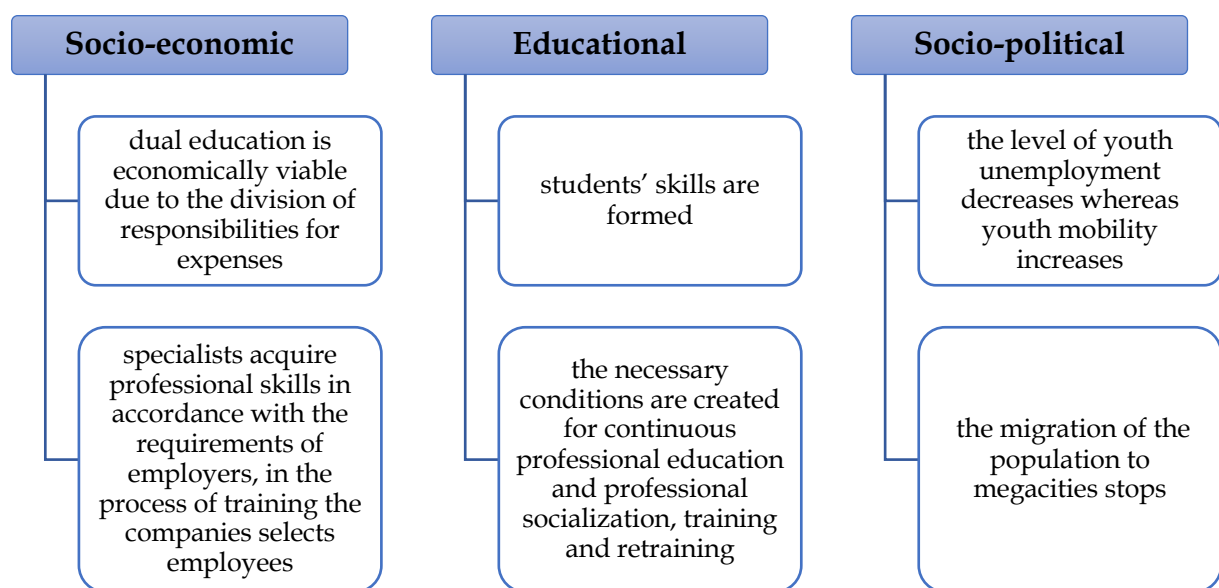 Socio-economic
dual education is
economically viable
due to the division of
responsibilities for
expenses
specialists acquire
professional skills in
accordance with the
requirements of
employers, in the
process of training the
companies selects
employees
Educational
students’ skills are
formed
the necessary
conditions are created
for continuous
professional education
and professional
socialization, training
and retraining
Socio-political
the level of youth
unemployment
decreases whereas
youth mobility
increases
the migration of the
population to
megacities stops